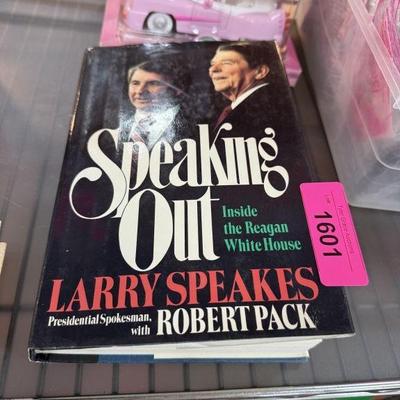 Speaking
Out
Inside
the Reagan
White House
LARRY SPEAKES
Presidential Spokesman,
with ROBERT PACK
1601